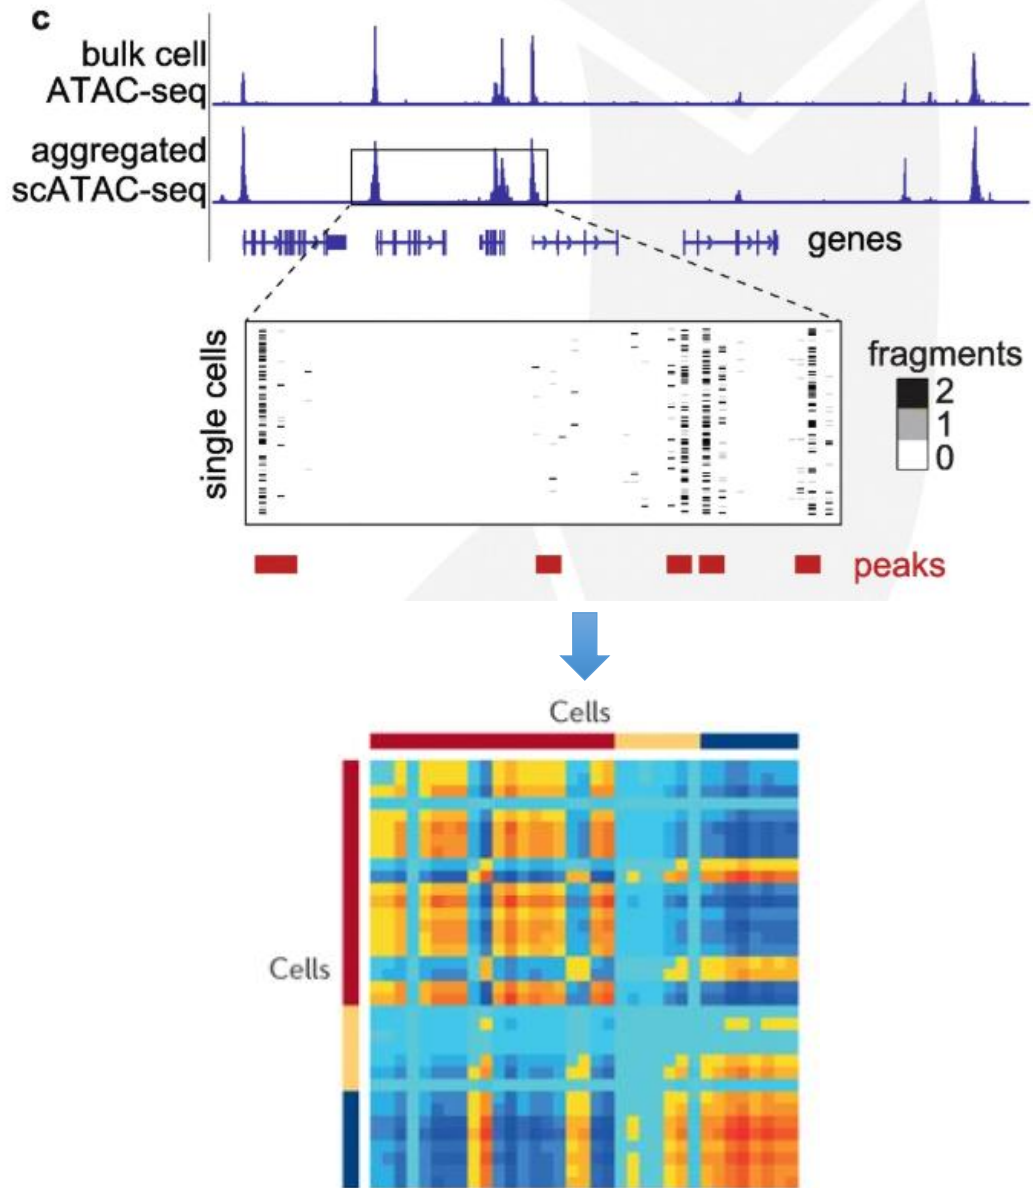 c
bulk cell
ATAC-seq
aggregated
scATAC-seq
genes
single cells
fragments
2
1
0
peaks
Cells
Cells